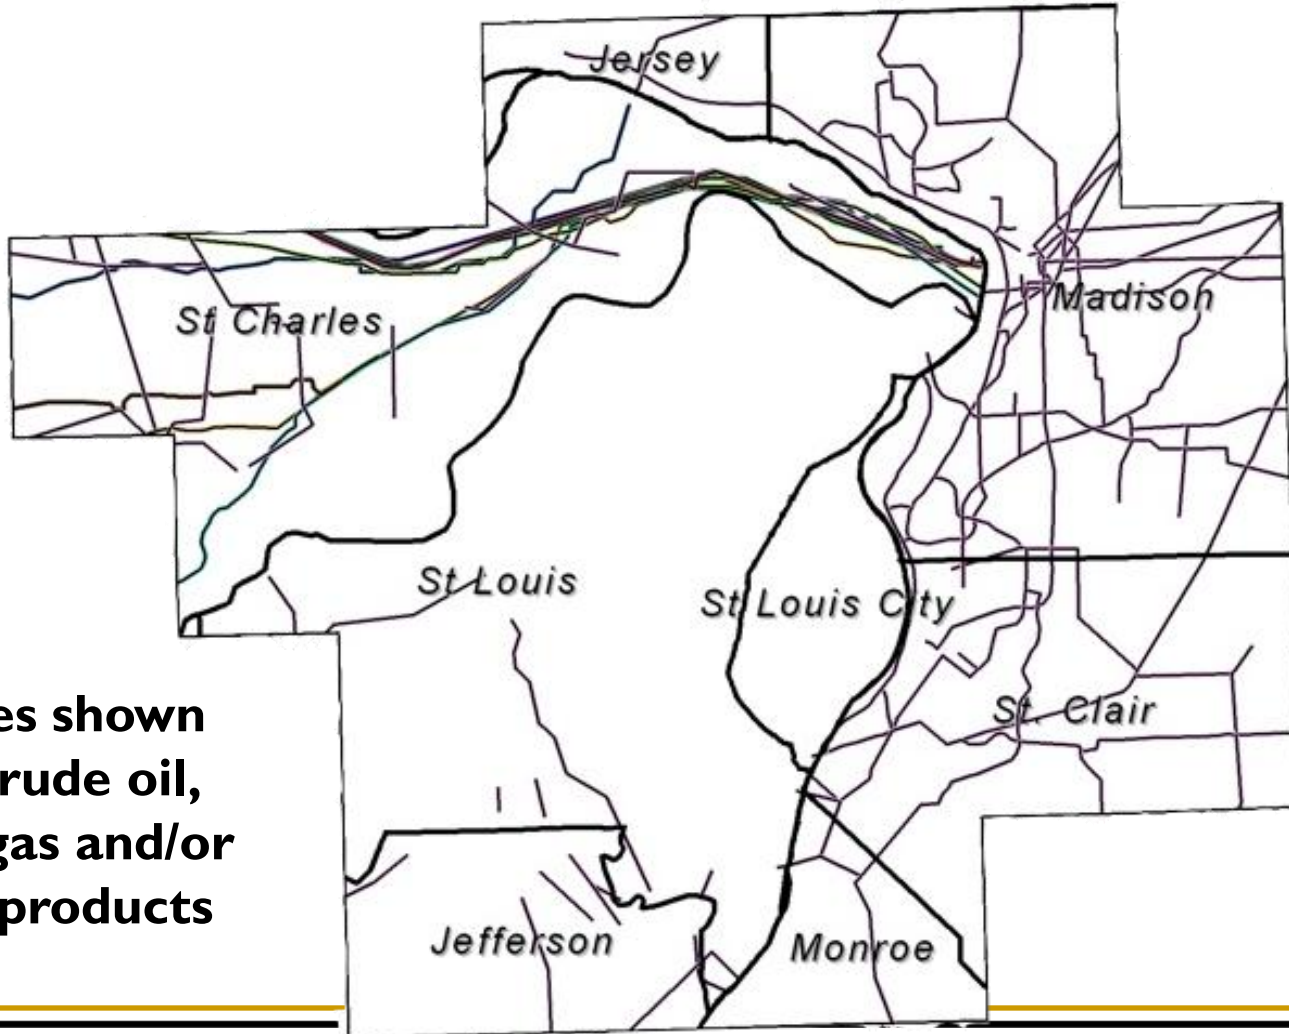 Jersey
Madison
St Charles
St Louis
St Louis City
St. Clair
es shown
rude oil,
gas and/or
products
Jefferson
Monroe